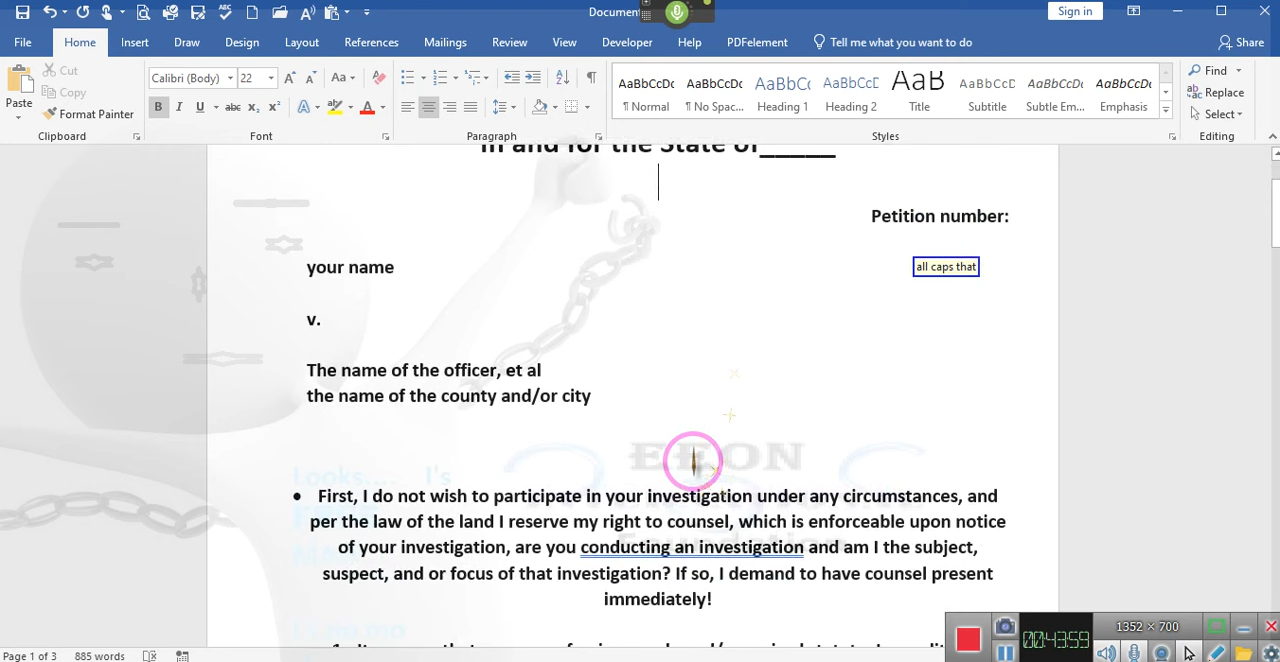 Document
Sign in
File Home Insert Draw Design Layout References Mailings Review View Developer Help PDFelement Tell me what you want to do Share
Paste
Cut
Copy
Format Painter
Calibri (Body) 22
Clipboard Font Paragraph Styles Editing
AaBbCcDc AaBbCcDc AaBbCcD AaBbCcD AaB AaBbCcD AaBbCcD AaBbCcD
¶ Normal ¶ No Spac... Heading 1 Heading 2 Title Subtitle Subtle Em... Emphasis
Find
Replace
Select
In and for the State of_____
Petition number:
your name
all caps that
v.
The name of the officer, et al
the name of the county and/or city
EEON
Foundation
Looks.... I's
• First, I do not wish to participate in your investigation under any circumstances, and
per the law of the land I reserve my right to counsel, which is enforceable upon notice
of your investigation, are you conducting an investigation and am I the subject,
suspect, and or focus of that investigation? If so, I demand to have counsel present
immediately!
00:43:59
1352 × 700
Page 1 of 3 885 words